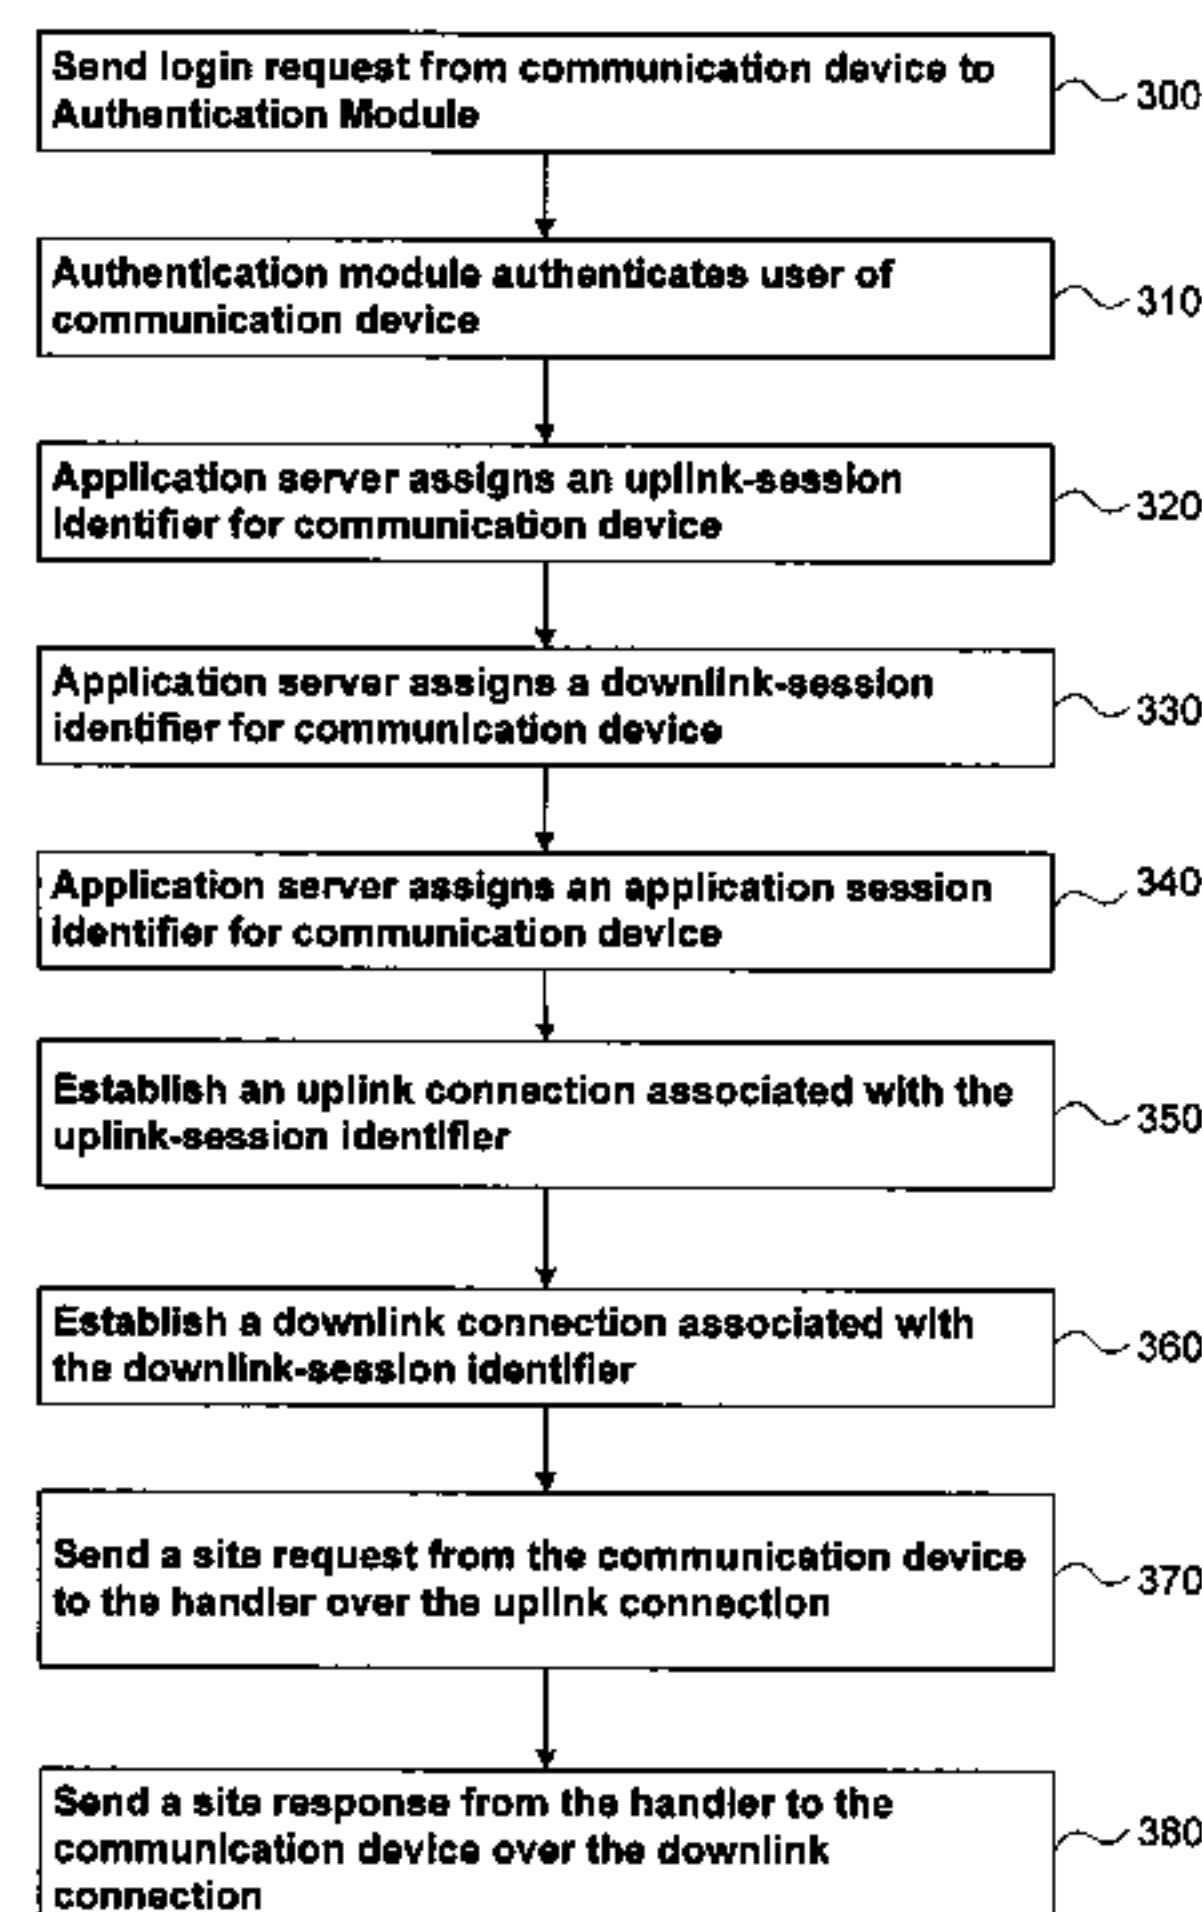 Send login request from communication device to
Authentication Module
300
Authentication module authenticates user of
communication device
310
Application server assigns an uplink-session
identifier for communication device
320
Application server assigns a downlink-session
identifier for communication device
330
Application server assigns an application session
identifier for communication device
340
Establish an uplink connection associated with the
uplink-session identifier
350
Establish a downlink connection associated with
the downlink-session identifier
360
Send a site request from the communication device
to the handler over the uplink connection
370
Send a site response from the handler to the
communication device over the downlink
connection
380